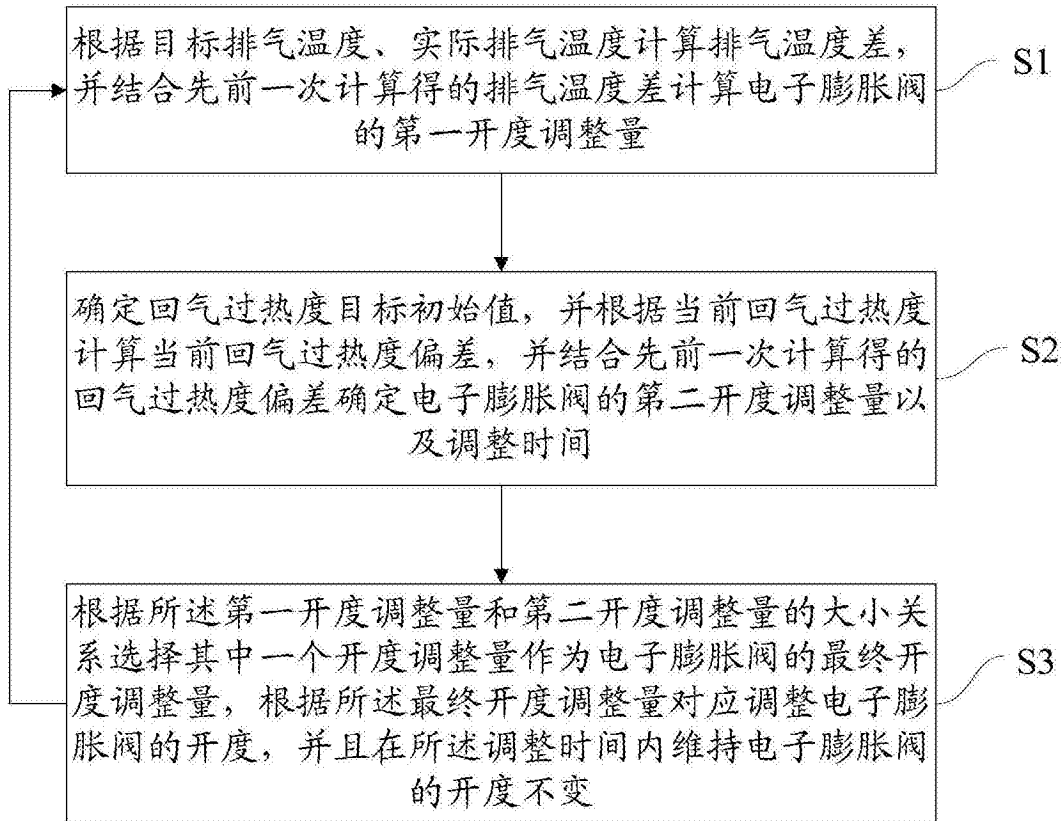 根据目标排气温度、实际排气温度计算排气温度差，
并结合先前一次计算得的排气温度差计算电子膨胀阀
的第一开度调整量
S1
确定回气过热度目标初始值，并根据当前回气过热度
计算当前回气过热度偏差，并结合先前一次计算得的
回气过热度偏差确定电子膨胀阀的第二开度调整量以
及调整时间
S2
根据所述第一开度调整量和第二开度调整量的大小关
系选择其中一个开度调整量作为电子膨胀阀的最终开
度调整量，根据所述最终开度调整量对应调整电子膨
胀阀的开度，并且在所述调整时间内维持电子膨胀阀
的开度不变
S3